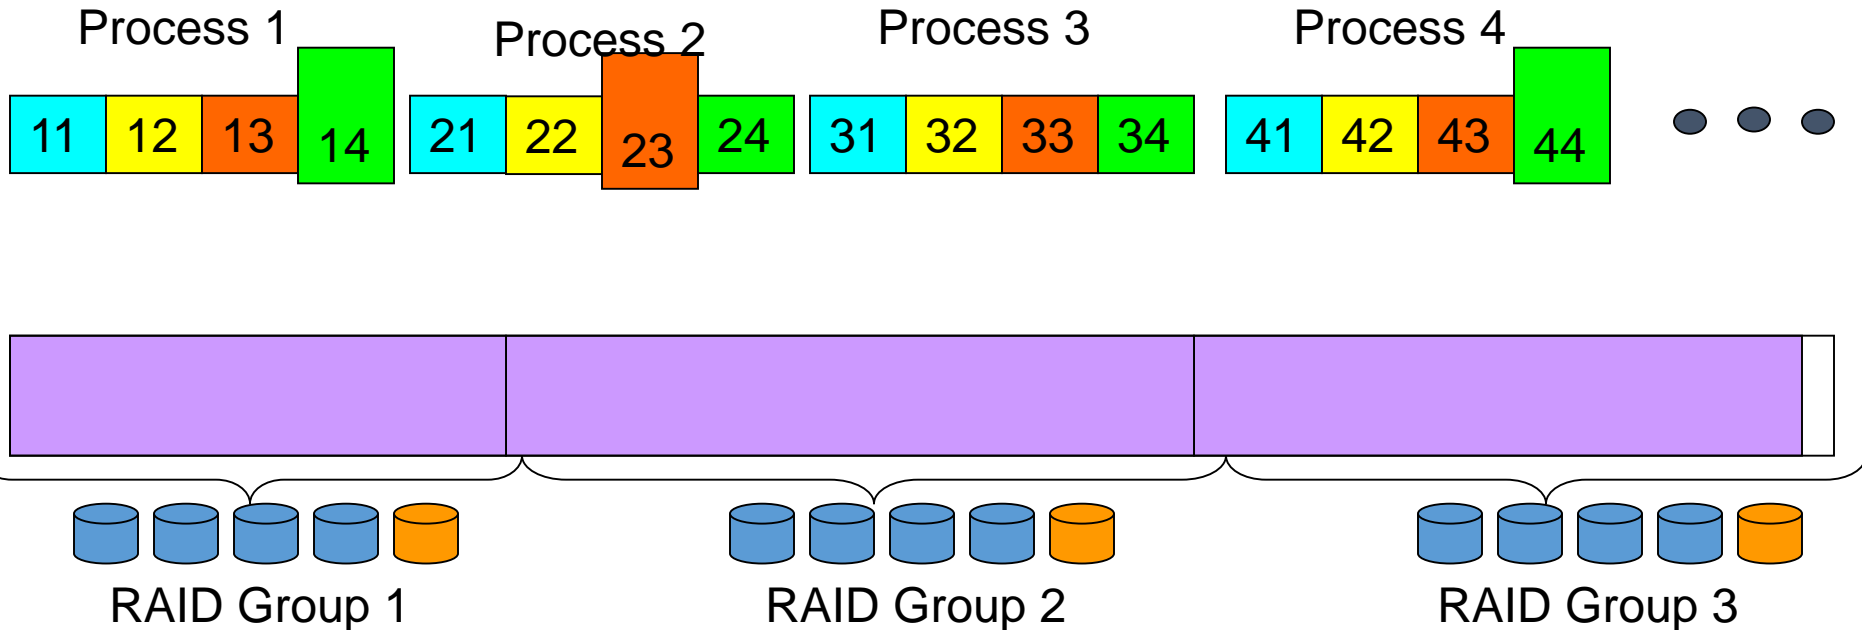 Process 1 Process 2 Process 3 Process 4
11 12 13 14 21 22 23 24 31 32 33 34 41 42 43 44
RAID Group 1 RAID Group 2 RAID Group 3